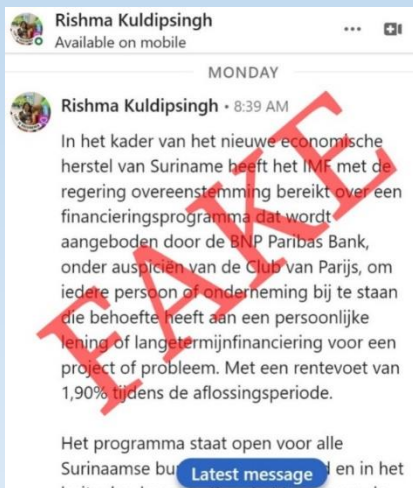 Rishma Kuldipsingh
Available on mobile
MONDAY
Rishma Kuldipsingh • 8:39 AM
In het kader van het nieuwe economische
herstel van Suriname heeft het IMF met de
regering overeenstemming bereikt over een
financieringsprogramma dat wordt
aangeboden door de BNP Paribas Bank,
onder auspiciën van de Club van Parijs, om
iedere persoon of onderneming bij te staan
die behoefte heeft aan een persoonlijke
lening of langetermijnfinanciering voor een
project of probleem. Met een rentevoet van
1,90% tijdens de aflossingsperiode.
Het programma staat open voor alle
Surinaamse en in het
Latest message
FAKE